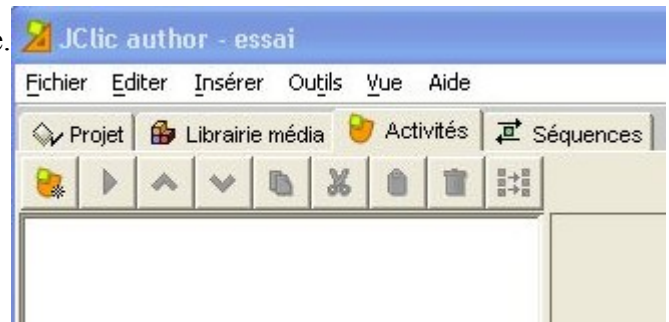 e.
JClic author - essai
Fichier Editer Insérer Outils Vue Aide
Projet Librairie média Activités Séquences